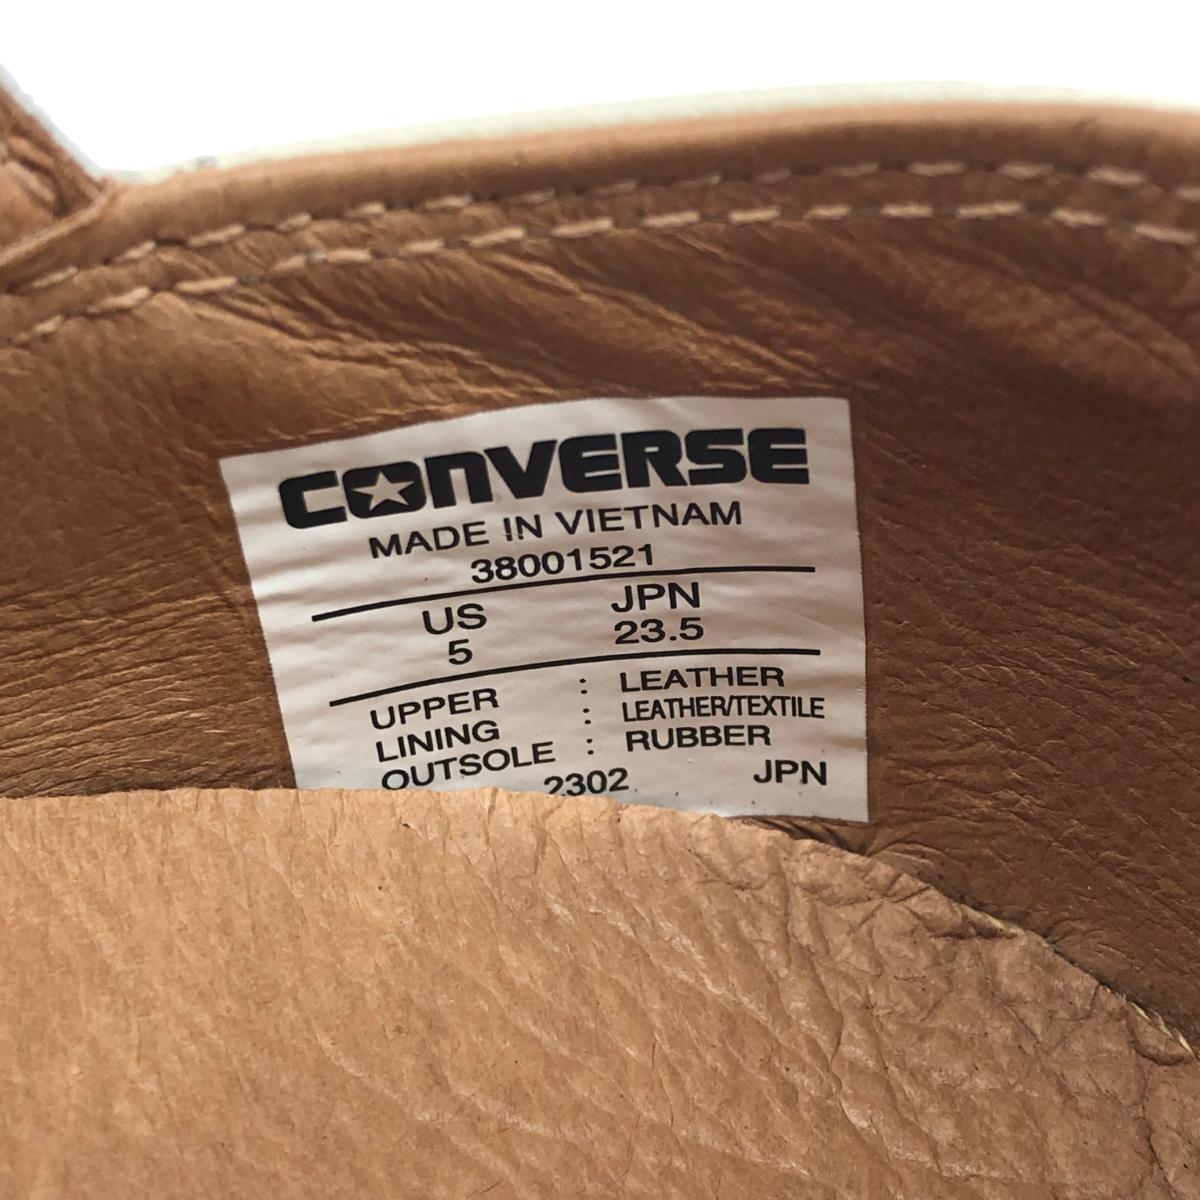 CONVERSE
MADE IN VIETNAM
38001521
US JPN
5 23.5
UPPER : LEATHER
LINING : LEATHER/TEXTILE
OUTSOLE : RUBBER
2302 JPN